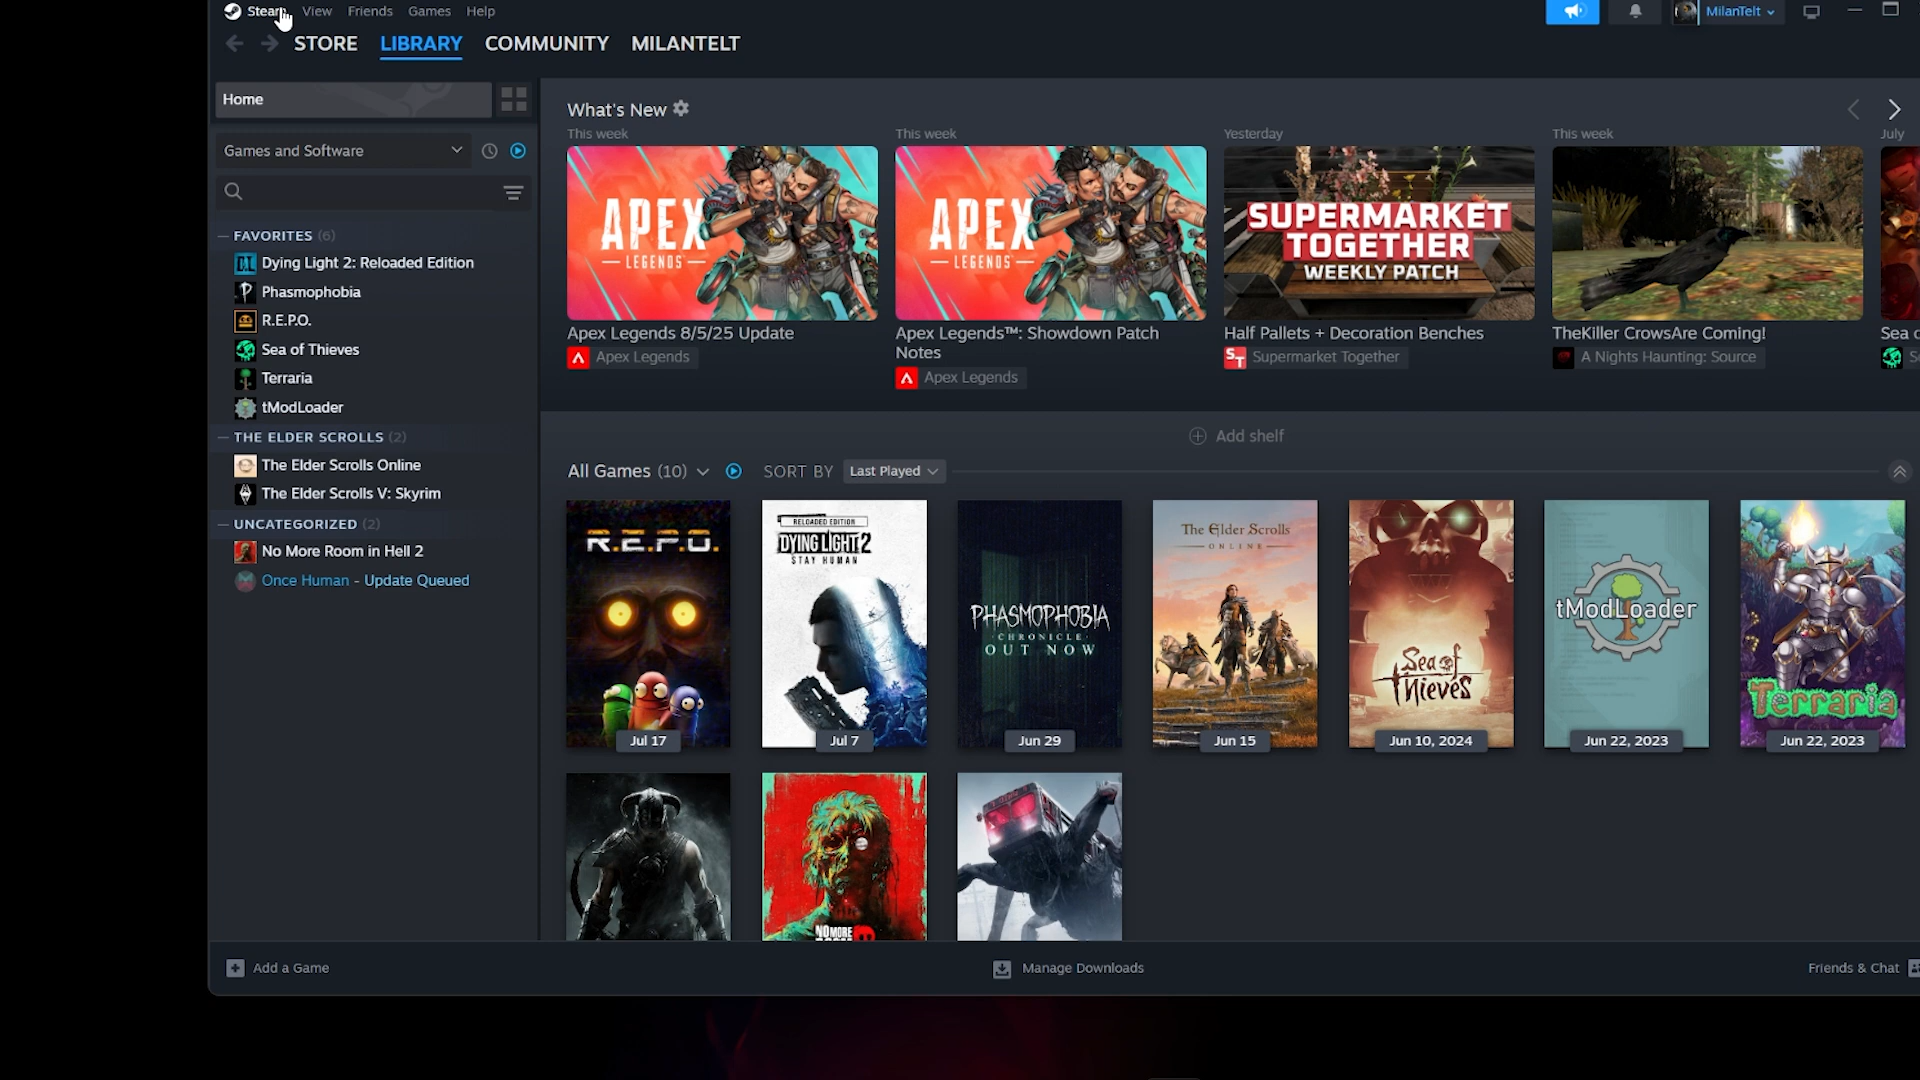 Steam View Friends Games Help
MilanTelt
STORE LIBRARY COMMUNITY MILANTELT
Home
Games and Software
FAVORITES (6)
Dying Light 2: Reloaded Edition
Phasmophobia
R.E.P.O.
Sea of Thieves
Terraria
tModLoader
THE ELDER SCROLLS (2)
The Elder Scrolls Online
The Elder Scrolls V: Skyrim
UNCATEGORIZED (2)
No More Room in Hell 2
Once Human - Update Queued
What's New
This week
APEX
LEGENDS
Apex Legends 8/5/25 Update
Apex Legends
This week
APEX
LEGENDS
Apex Legends™: Showdown Patch
Notes
Apex Legends
Yesterday
SUPERMARKET
TOGETHER
WEEKLY PATCH
Half Pallets + Decoration Benches
ST
Supermarket Together
This week
TheKiller CrowsAre Coming!
A Nights Haunting: Source
July
Sea
Add shelf
All Games (10) SORT BY Last Played
R.E.P.O.
Jul 17
RELOADED EDITION
DYING LIGHT 2
STAY HUMAN
Jul 7
PHASMOPHOBIA
CHRONICLE
OUT NOW
Jun 29
The Elder Scrolls
ONLINE
Jun 15
Sea of
Thieves
Jun 10, 2024
tModLoader
Jun 22, 2023
Terraria
Jun 22, 2023
NO MORE
Add a Game
Manage Downloads
Friends & Chat